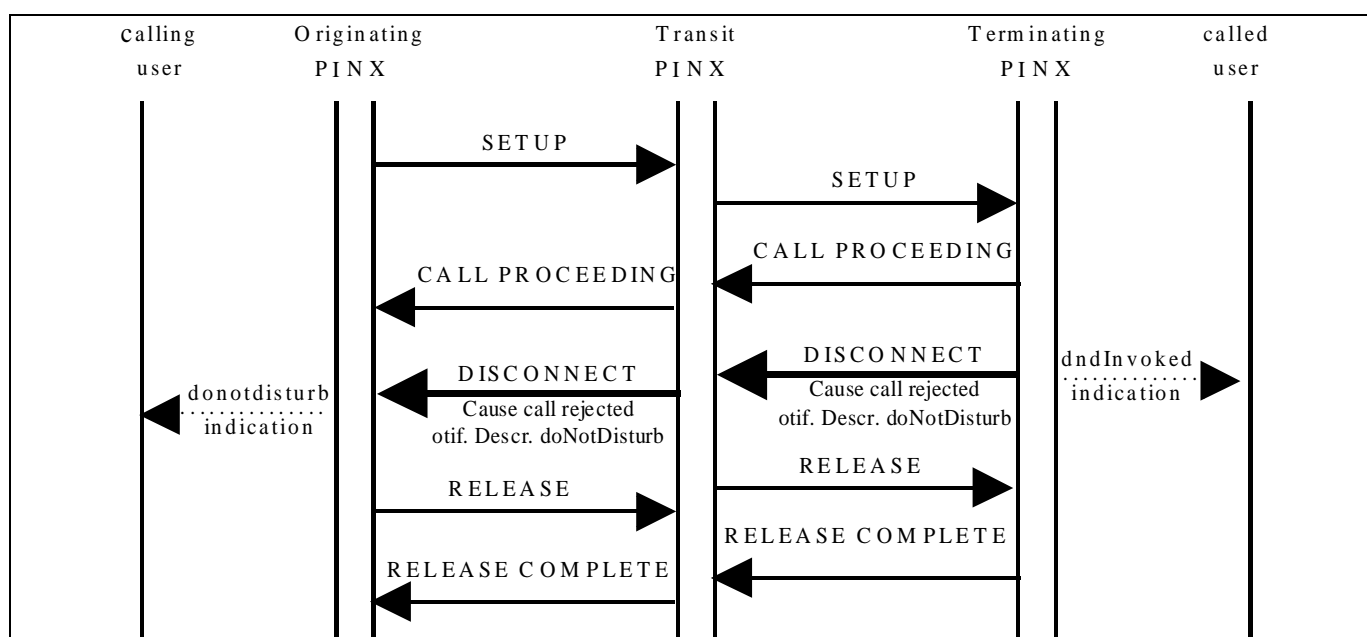 calling Originating Transit Terminating called
user PINX PINX PINX user
SETUP
SETUP
CALL PROCEEDING
CALL PROCEEDING
DISCONNECT
Cause call rejected
otif. Descr. doNotDisturb
dndInvoked
indication
DISCONNECT
Cause call rejected
otif. Descr. doNotDisturb
donotdisturb
indication
RELEASE
RELEASE
RELEASE COMPLETE
RELEASE COMPLETE